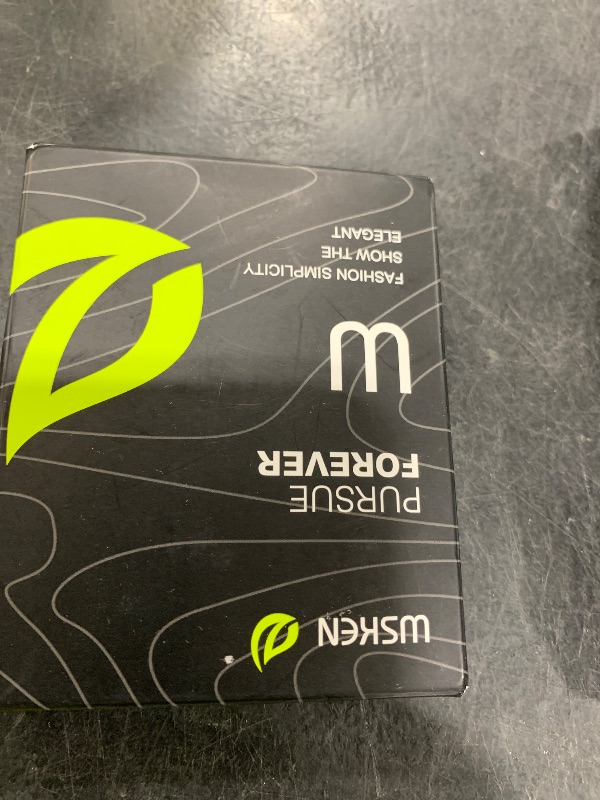 WSKEN
PURSUE
FOREVER
W
FASHION SIMPLICITY
SHOW THE
ELEGANT